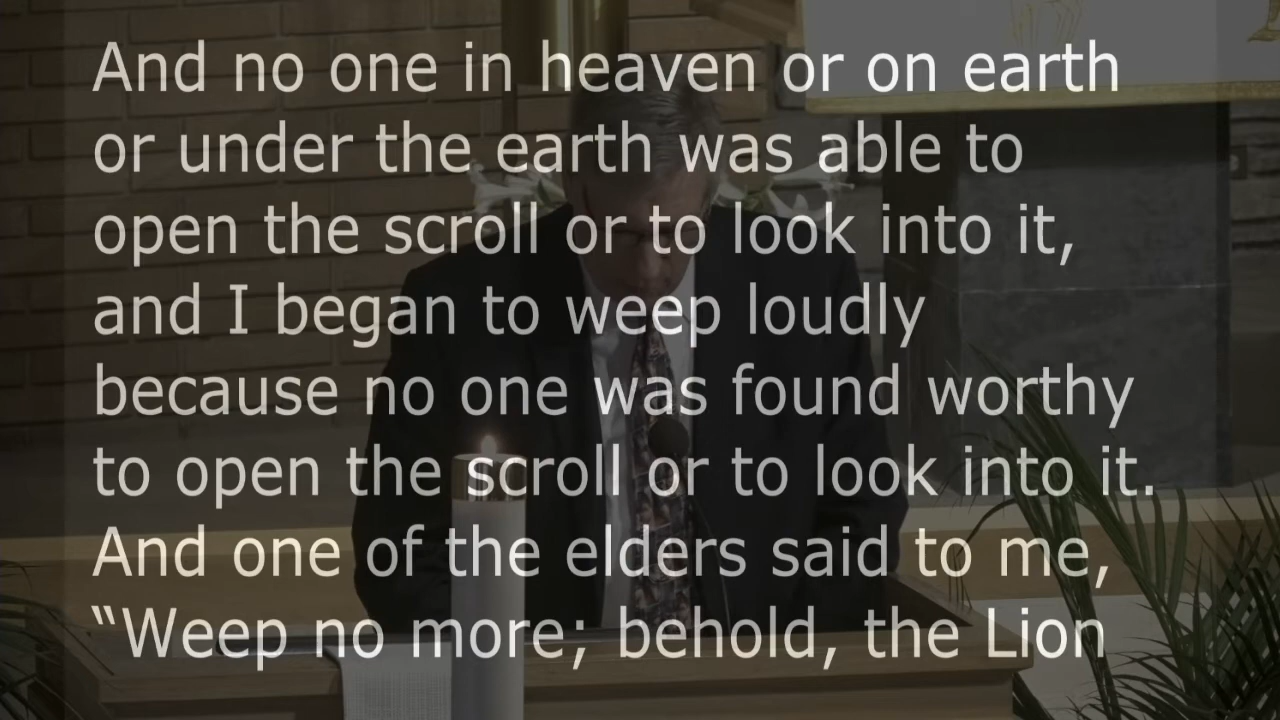 And no one in heaven or on earth
or under the earth was able to
open the scroll or to look into it,
and I began to weep loudly
because no one was found worthy
to open the scroll or to look into it.
And one of the elders said to me,
“Weep no more; behold, the Lion